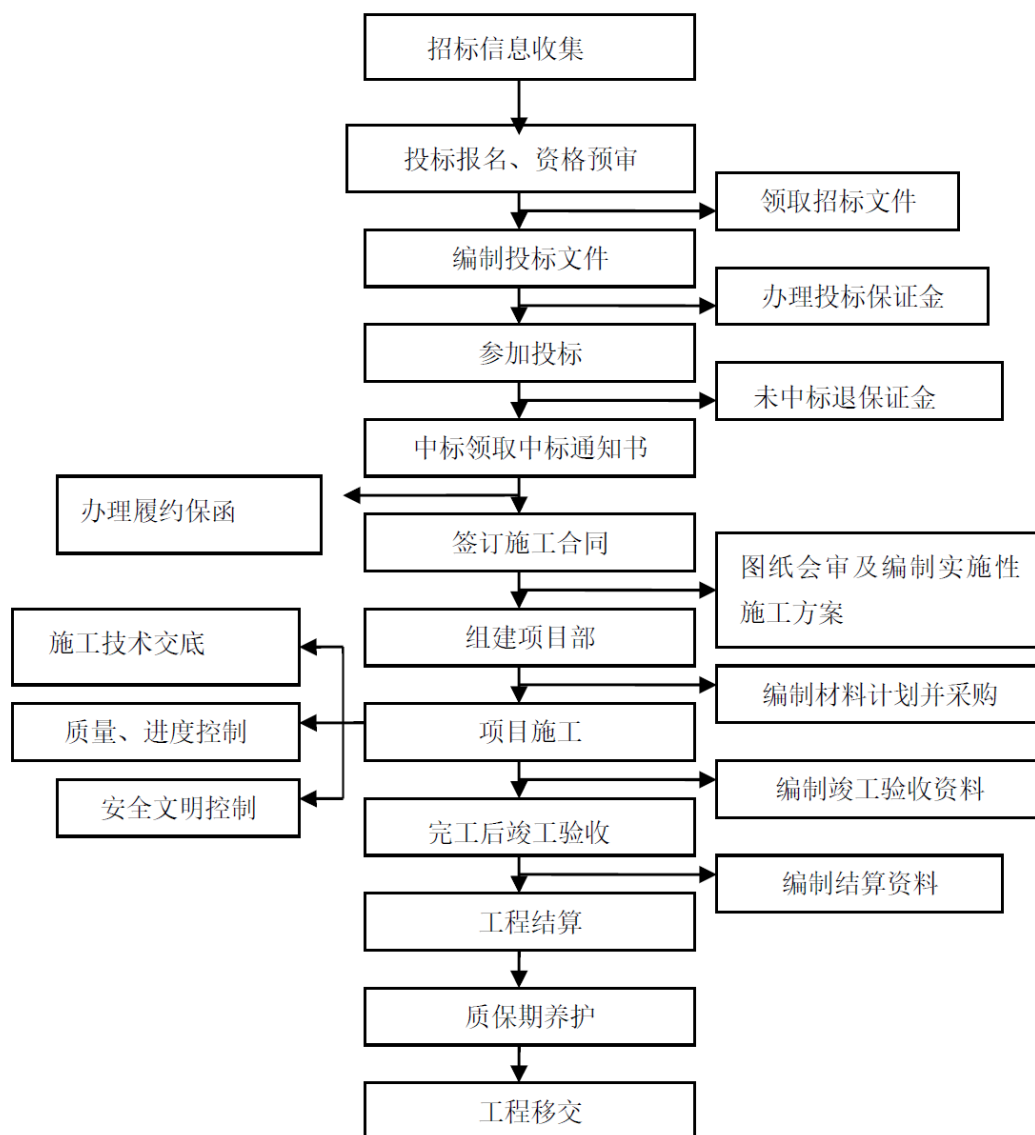 招标信息收集
投标报名、资格预审
领取招标文件
编制投标文件
办理投标保证金
参加投标
未中标退保证金
中标领取中标通知书
办理履约保函
签订施工合同
图纸会审及编制实施性
施工方案
组建项目部
施工技术交底
编制材料计划并采购
质量、进度控制
项目施工
编制竣工验收资料
安全文明控制
完工后竣工验收
编制结算资料
工程结算
质保期养护
工程移交